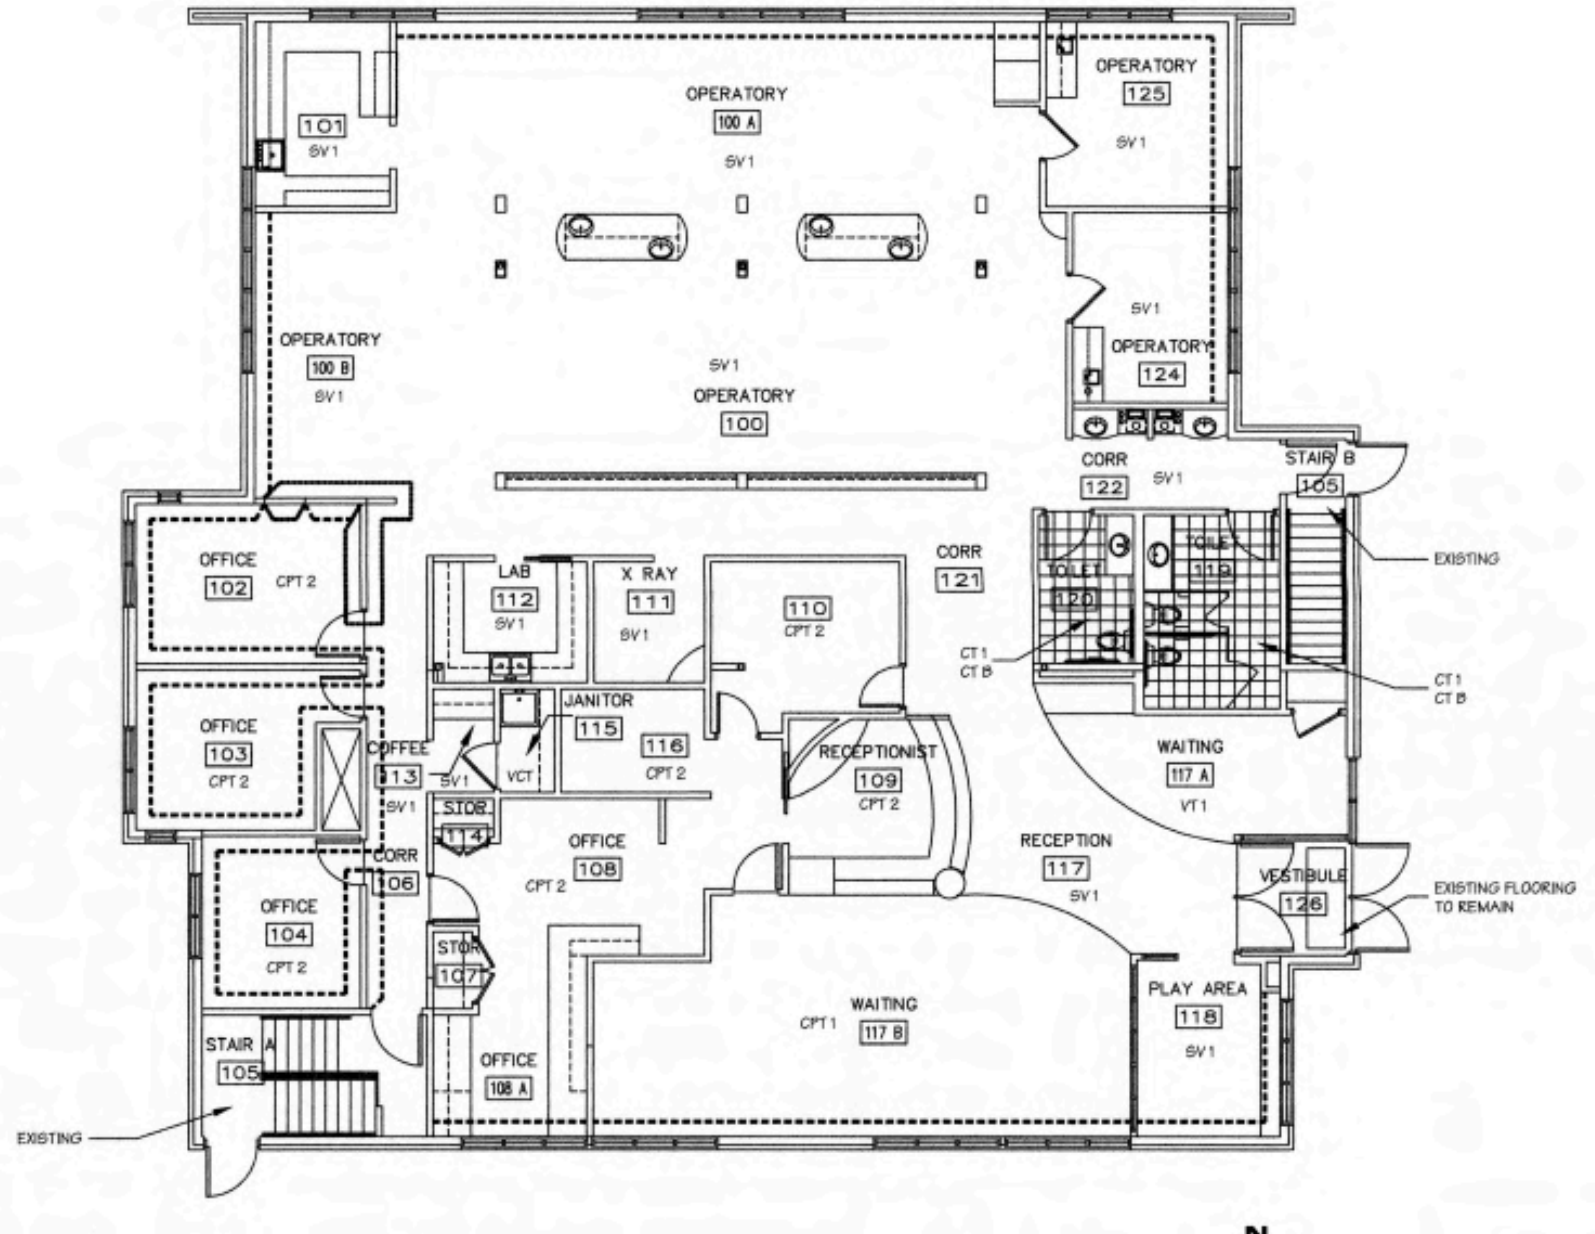 OPERATORY
125
SV1
OPERATORY
100 A
SV1
101
SV1
SV1
OPERATORY
124
OPERATORY
100 B
SV1
SV1
OPERATORY
100
CORR
122
SV1
STAIR B
105
EXISTING
OFFICE
102
CPT 2
LAB
112
SV1
X RAY
111
SV1
110
CPT 2
CORR
121
TOILET
120
TOILET
119
CT 1
CT B
CT 1
CT B
OFFICE
103
CPT 2
COFFEE
113
SV1
SV1
JANITOR
115
VCT
116
CPT 2
RECEPTIONIST
109
CPT 2
WAITING
117 A
VT1
STOR
114
OFFICE
108
CPT 2
RECEPTION
117
SV1
CORR
106
VESTIBULE
126
EXISTING FLOORING
TO REMAIN
OFFICE
104
CPT 2
STOR
107
WAITING
117 B
CPT1
PLAY AREA
118
SV1
STAIR A
105
OFFICE
108 A
EXISTING